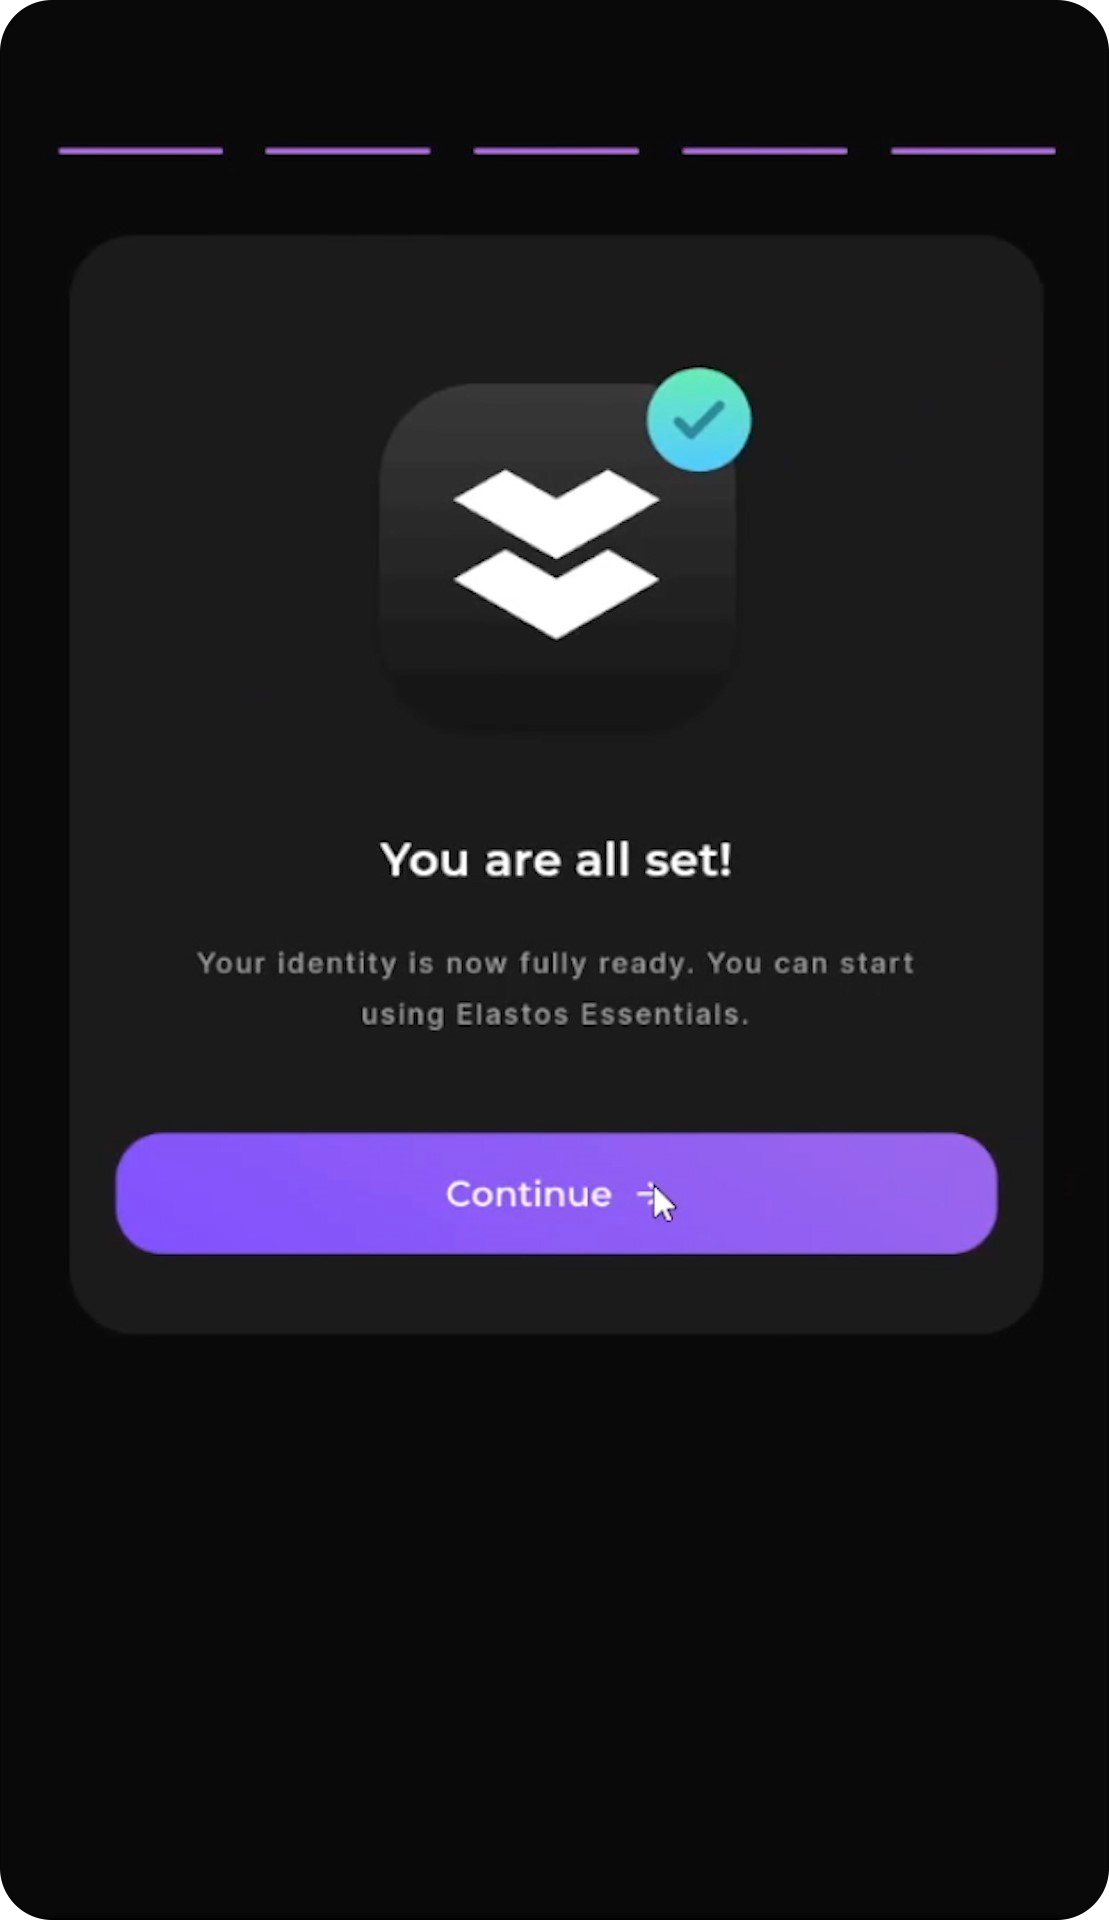 You are all set!
Your identity is now fully ready. You can start
using Elastos Essentials.
Continue